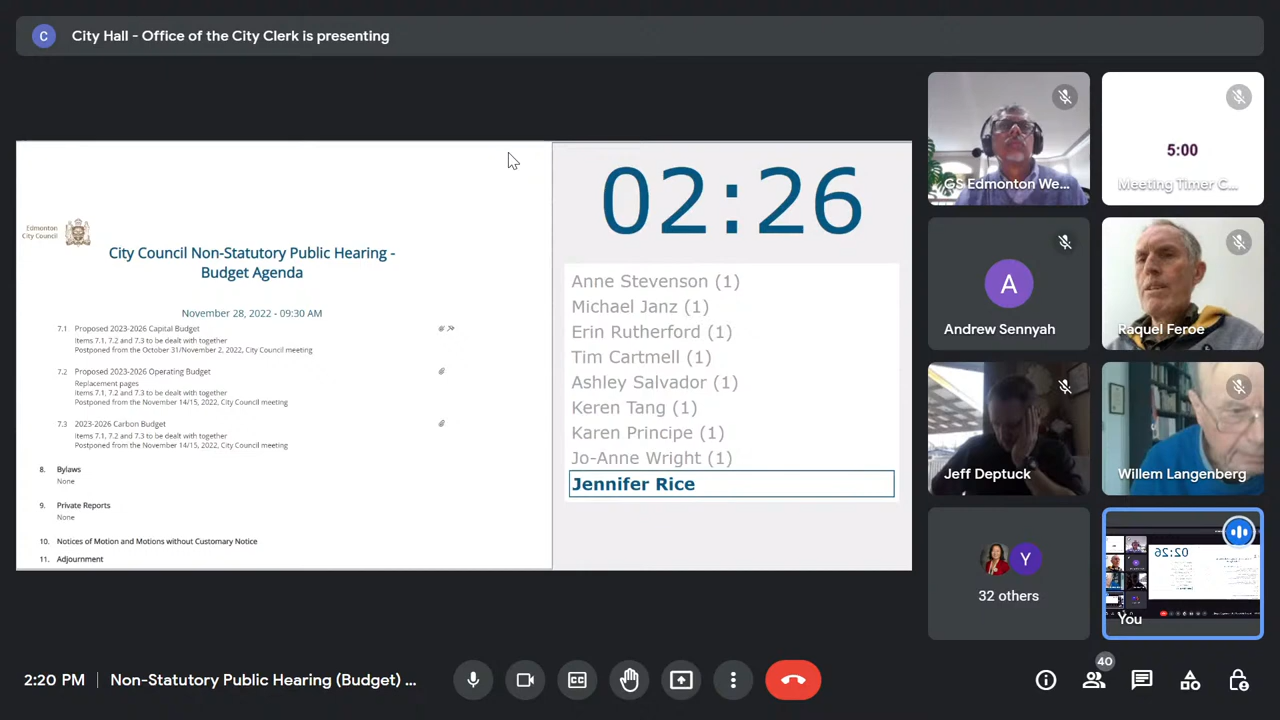 C
City Hall - Office of the City Clerk is presenting
Edmonton
City Council
City Council Non-Statutory Public Hearing -
Budget Agenda
November 28, 2022 - 09:30 AM
7.1 Proposed 2023-2026 Capital Budget
Items 7.1, 7.2 and 7.3 to be dealt with together
Postponed from the October 31/November 2, 2022, City Council meeting
7.2 Proposed 2023-2026 Operating Budget
Replacement pages
Items 7.1, 7.2 and 7.3 to be dealt with together
Postponed from the November 14/15, 2022, City Council meeting
7.3 2023-2026 Carbon Budget
Items 7.1, 7.2 and 7.3 to be dealt with together
Postponed from the November 14/15, 2022, City Council meeting
8. Bylaws
None
9. Private Reports
None
10. Notices of Motion and Motions without Customary Notice
11. Adjournment
02:26
Anne Stevenson (1)
Michael Janz (1)
Erin Rutherford (1)
Tim Cartmell (1)
Ashley Salvador (1)
Keren Tang (1)
Karen Principe (1)
Jo-Anne Wright (1)
Jennifer Rice
GS Edmonton We...
5:00
Meeting Timer C...
A
Andrew Sennyah
Raquel Feroe
Jeff Deptuck
Willem Langenberg
Y
32 others
02:26
You
2:20 PM | Non-Statutory Public Hearing (Budget) ...
CC
40